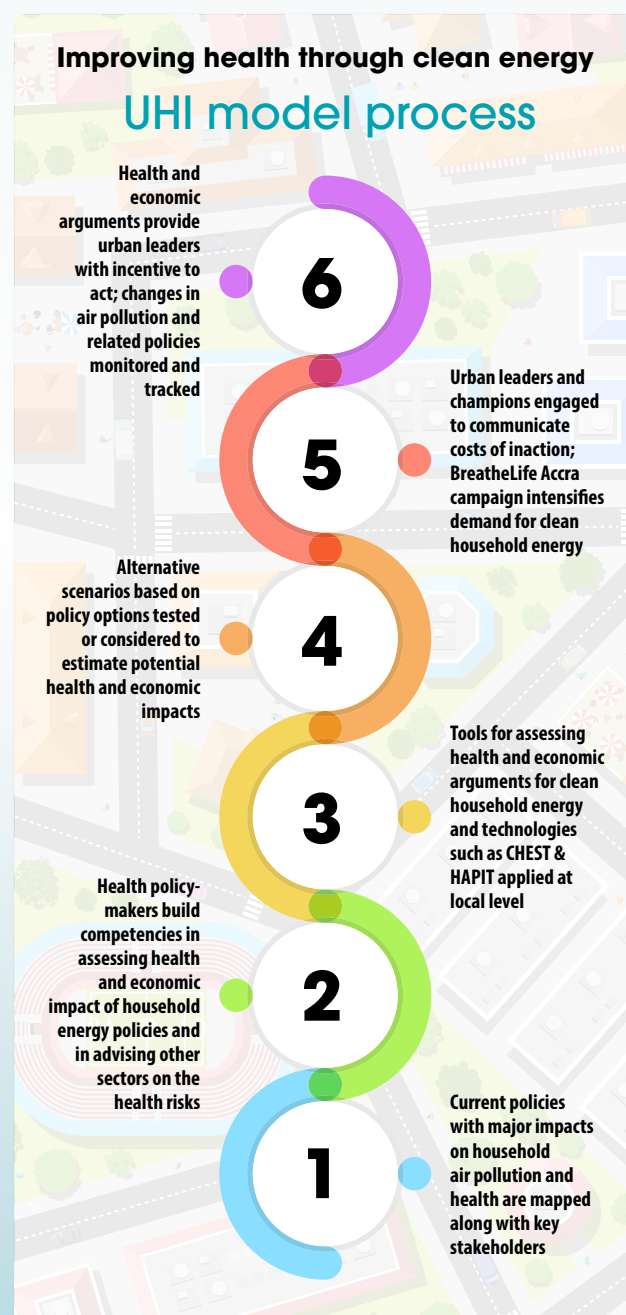 Improving health through clean energy
UHI model process
Health and
economic
arguments provide
urban leaders
with incentive to
act; changes in
air pollution and
related policies
monitored and
tracked
6
Urban leaders and
champions engaged
to communicate
costs of inaction;
BreatheLife Accra
campaign intensifies
demand for clean
household energy
5
Alternative
scenarios based on
policy options tested
or considered to
estimate potential
health and economic
impacts
4
Tools for assessing
health and economic
arguments for clean
household energy
and technologies
such as CHEST &
HAPIT applied at
local level
3
Health policy-
makers build
competencies in
assessing health
and economic
impact of household
energy policies and
in advising other
sectors on the
health risks
2
Current policies
with major impacts
on household
air pollution and
health are mapped
along with key
stakeholders
1